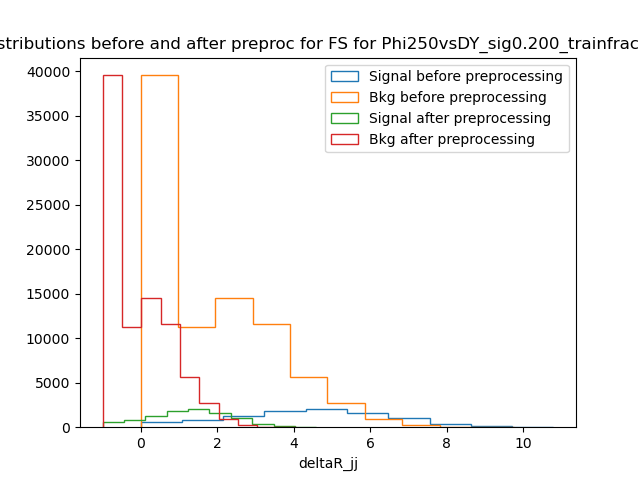 stributions before and after preproc for FS for Phi250vsDY_sig0.200_trainfrac
Signal before preprocessing
Bkg before preprocessing
Signal after preprocessing
Bkg after preprocessing
40000
35000
30000
25000
20000
15000
10000
5000
0
0 2 4 6 8 10
deltaR_jj